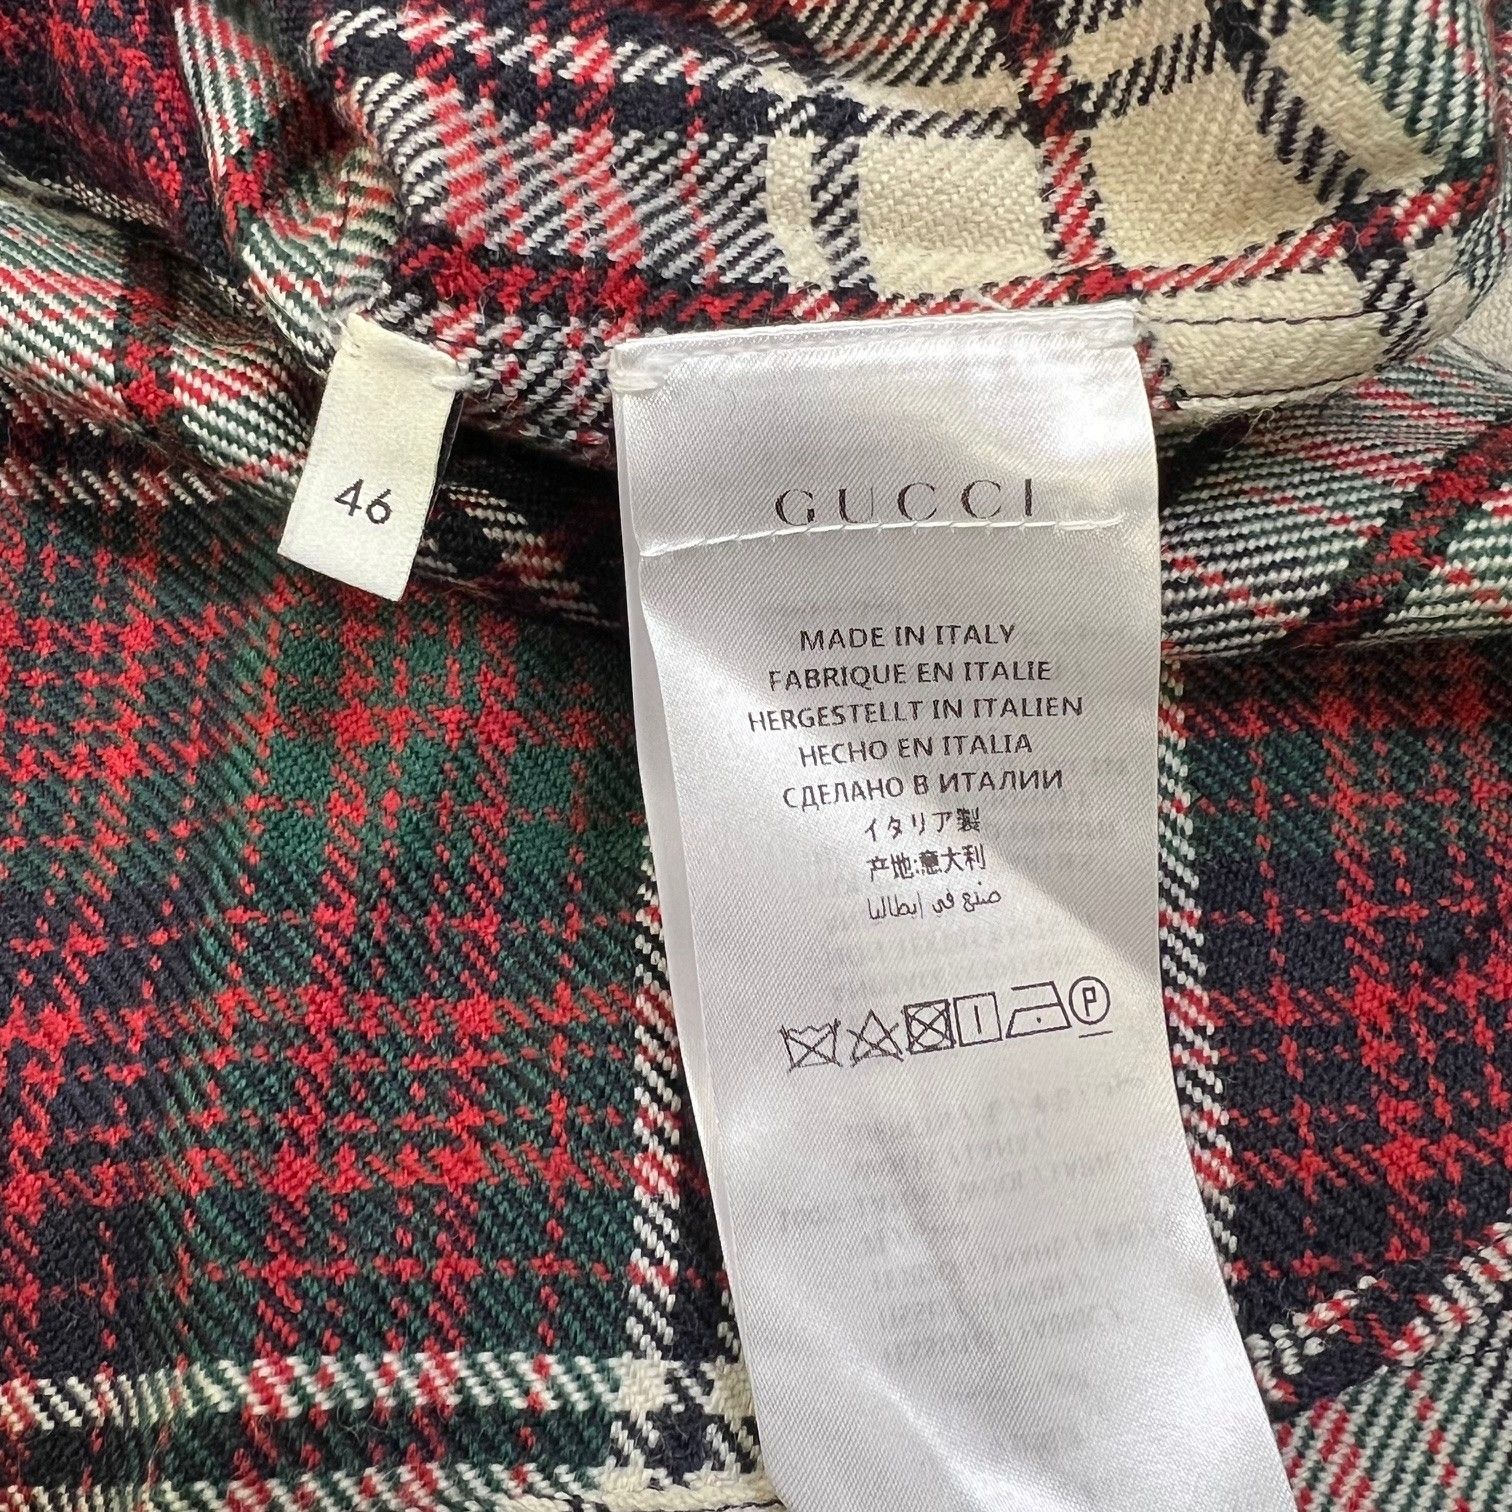 46
GUCCI
MADE IN ITALY
FABRIQUE EN ITALIE
HERGESTELLT IN ITALIEN
HECHO EN ITALIA
СДЕЛАНО В ИТАЛИИ
イタリア製
产地:意大利
صنع في إيطاليا
P